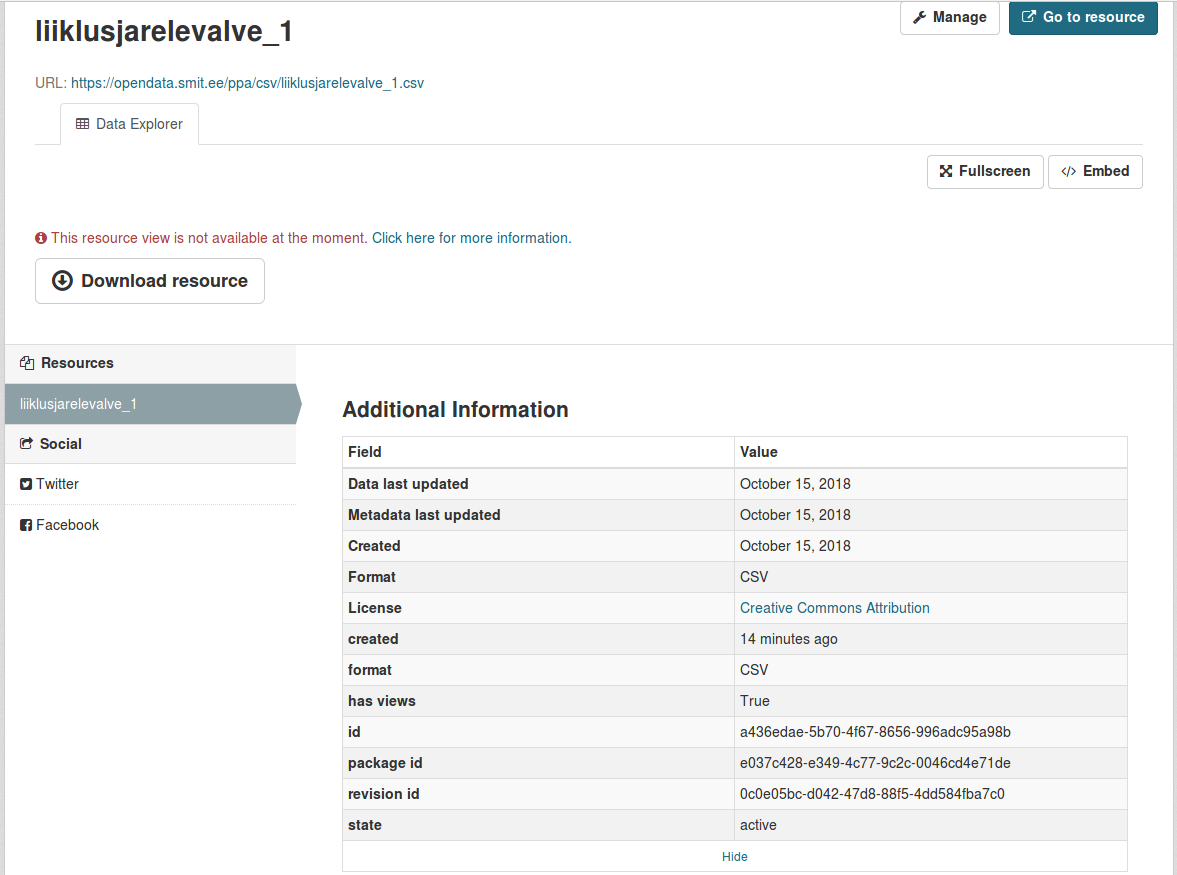 liiklusjarelevalve_1
Manage
Go to resource
URL: https://opendata.smit.ee/ppa/csv/liiklusjarelevalve_1.csv
Data Explorer
Fullscreen
</> Embed
This resource view is not available at the moment. Click here for more information.
Download resource
Resources
liiklusjarelevalve_1
Social
Twitter
Facebook
Additional Information
Field Value
Data last updated October 15, 2018
Metadata last updated October 15, 2018
Created October 15, 2018
Format CSV
License Creative Commons Attribution
created 14 minutes ago
format CSV
has views True
id a436edae-5b70-4f67-8656-996adc95a98b
package id e037c428-e349-4c77-9c2c-0046cd4e71de
revision id 0c0e05bc-d042-47d8-88f5-4dd584fba7c0
state active
Hide